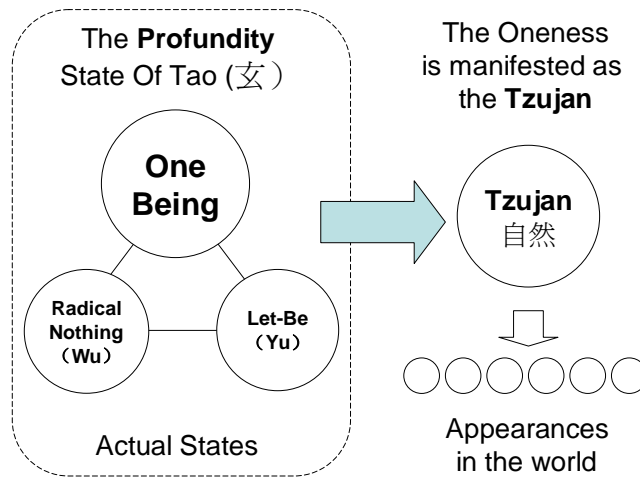 The Profundity
State Of Tao (玄）
One
Being
Radical
Nothing
（Wu）
Let-Be
（Yu）
Actual States
The Oneness
is manifested as
the Tzujan
Tzujan
自然
Appearances
in the world